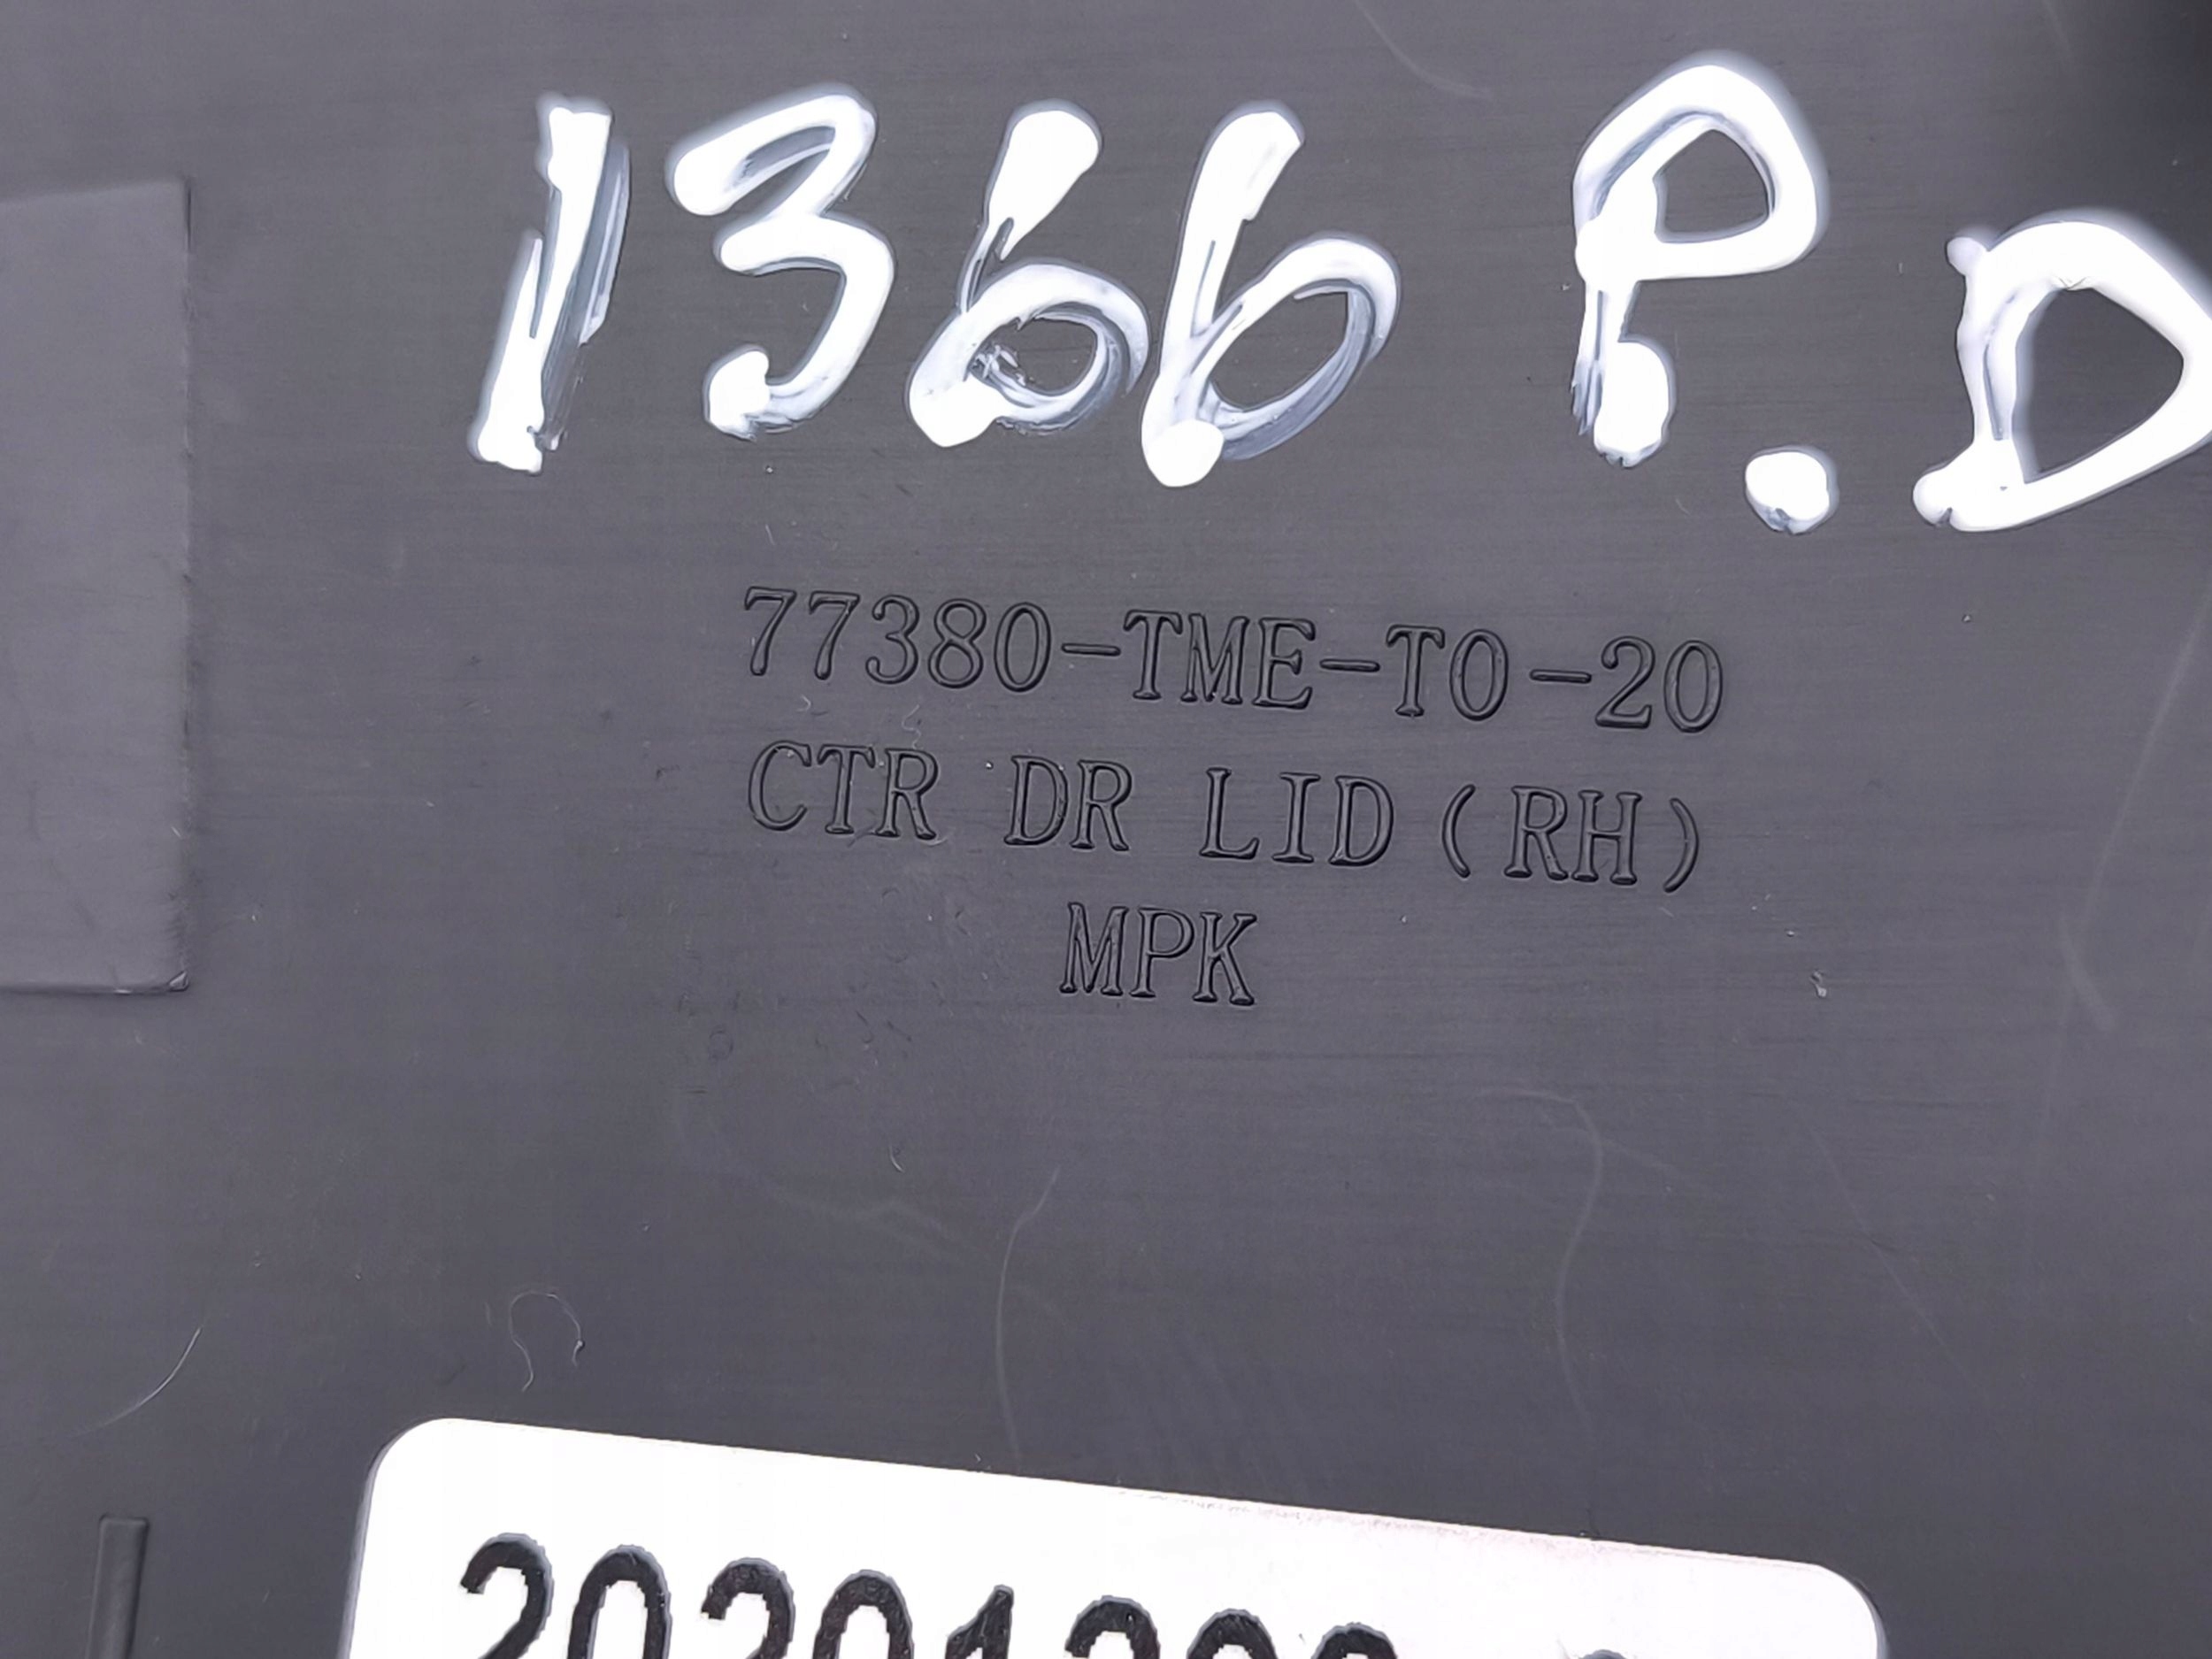 1366 P.D
77380-TME-T0-20
CTR DR LID(RH)
MPK